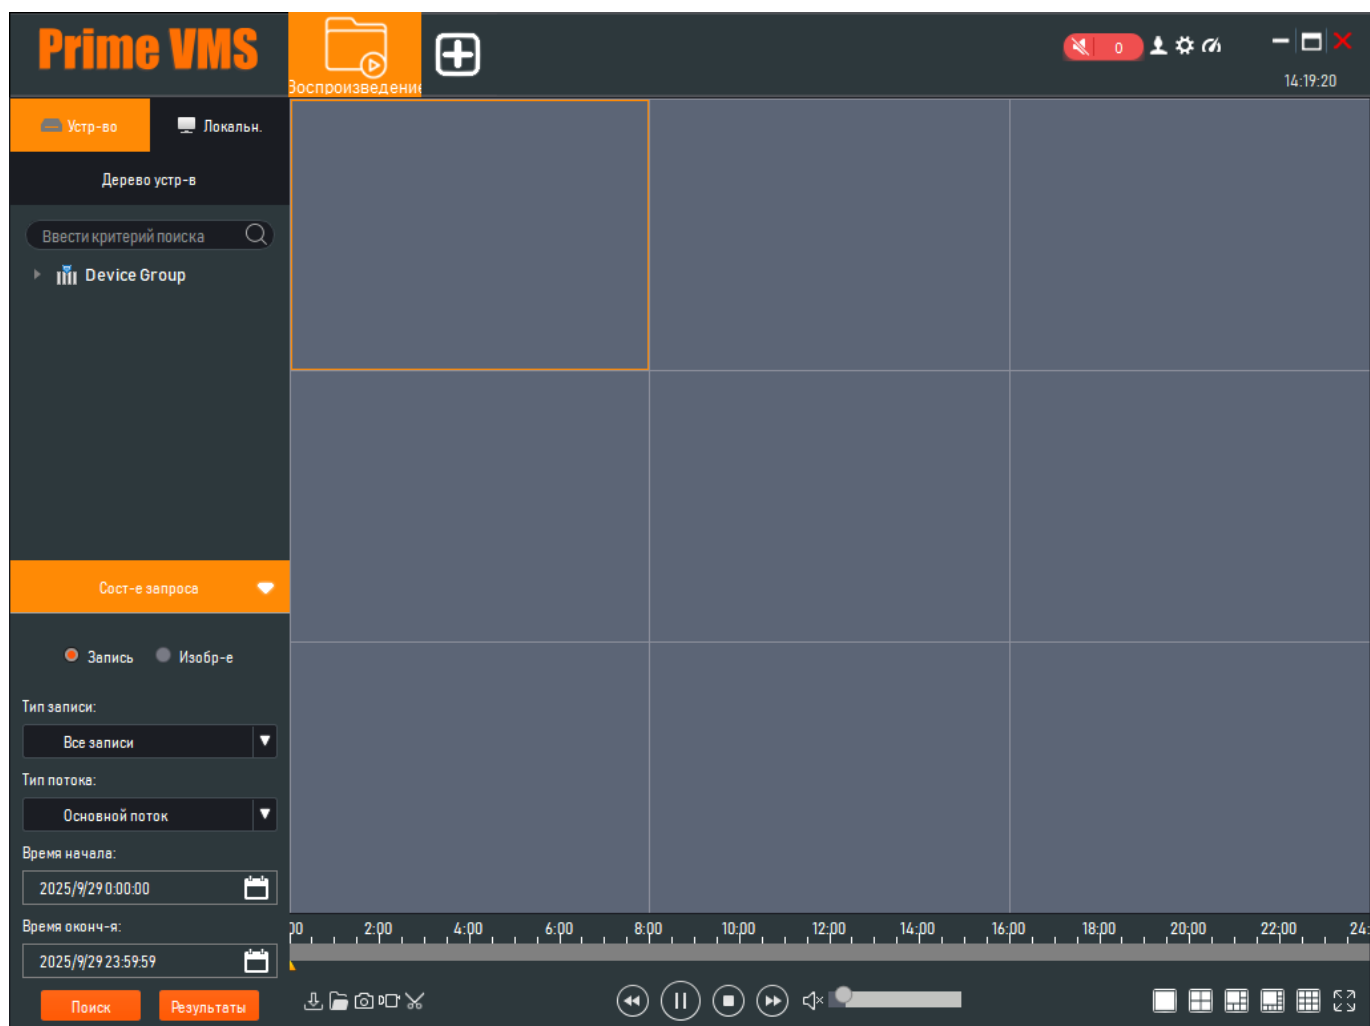 Prime VMS
Воспроизведение
0
14:19:20
Устр-во
Локальн.
Дерево устр-в
Ввести критерий поиска
Device Group
Сост-е запроса
Запись
Изобр-е
Тип записи:
Все записи
Тип потока:
Основной поток
Время начала:
2025/9/29 0:00:00
Время оконч-я:
2025/9/29 23:59:59
Поиск
Результаты
00 2:00 4:00 6:00 8:00 10:00 12:00 14:00 16:00 18:00 20:00 22:00 24: